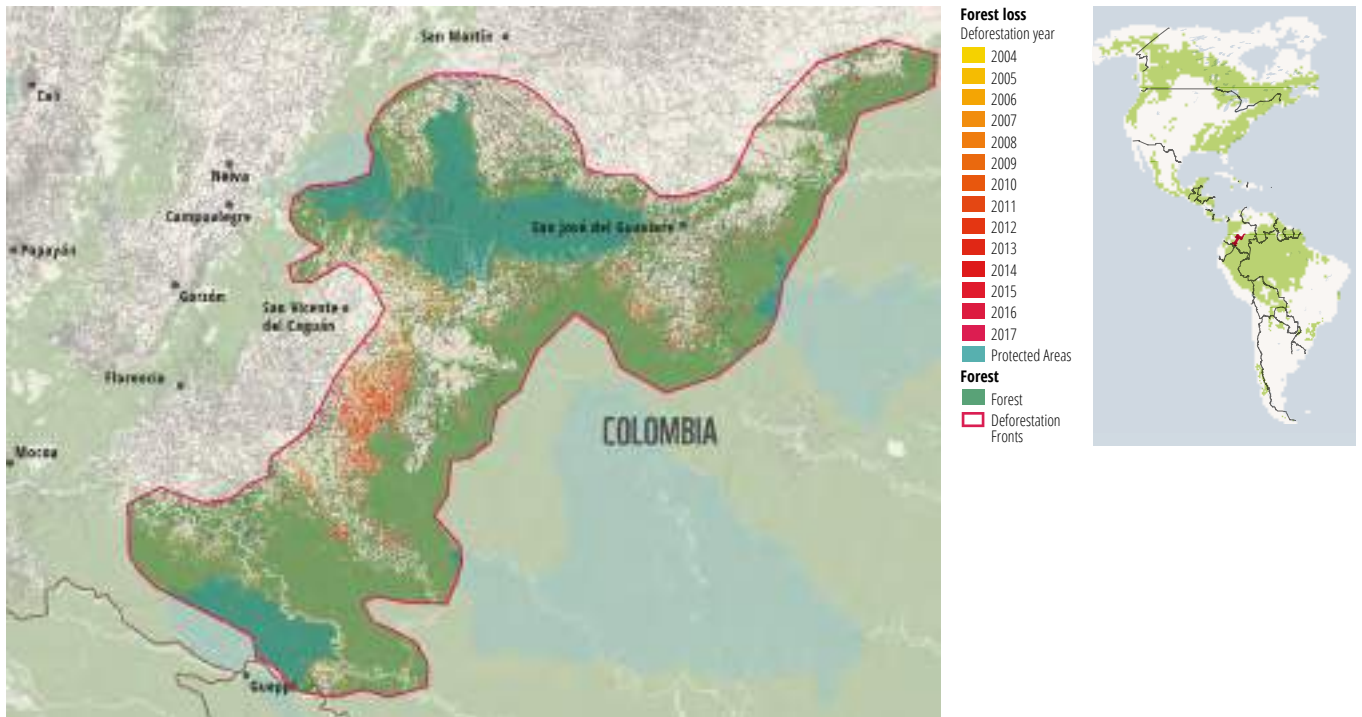 San Martín
Cali
Neiva
Campoalegre
Popayán
Garzón
San José del Guaviare
San Vicente
del Caguán
Florencia
COLOMBIA
Mocoa
Gueppi
Forest loss
Deforestation year
2004
2005
2006
2007
2008
2009
2010
2011
2012
2013
2014
2015
2016
2017
Protected Areas
Forest
Forest
Deforestation
Fronts